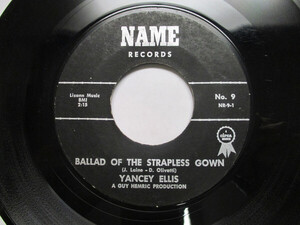 NAME
RECORDS
Lizann Music
BMI
2:15
No. 9
NR-9-1
BALLAD OF THE STRAPLESS GOWN
(J. Laine - D. Olivetti)
YANCEY ELLIS
A GUY HEMRIC PRODUCTION